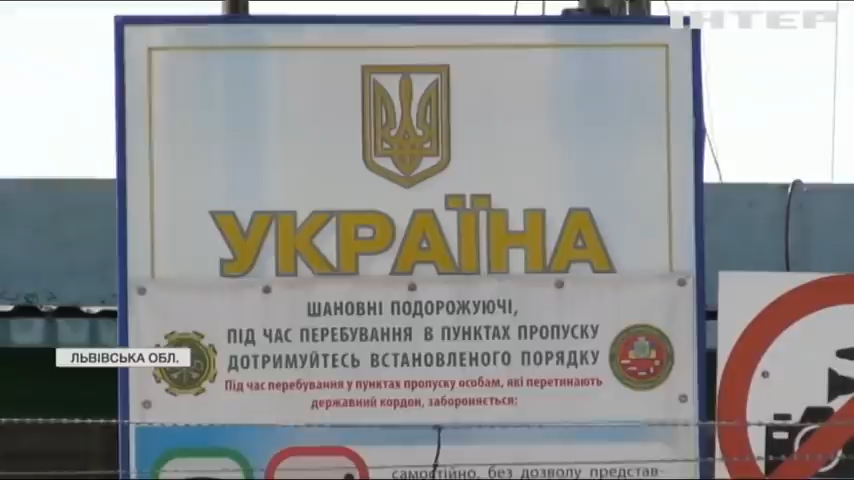 ІНТЕР
УКРАЇНА
ШАНОВНІ ПОДОРОЖУЮЧІ,
ПІД ЧАС ПЕРЕБУВАННЯ В ПУНКТАХ ПРОПУСКУ
ДОТРИМУЙТЕСЬ ВСТАНОВЛЕНОГО ПОРЯДКУ
Під час перебування у пунктах пропуску особам, які перетинають
державний кордон, забороняється:
ЛЬВІВСЬКА ОБЛ.
самостійно, без дозволу представ-